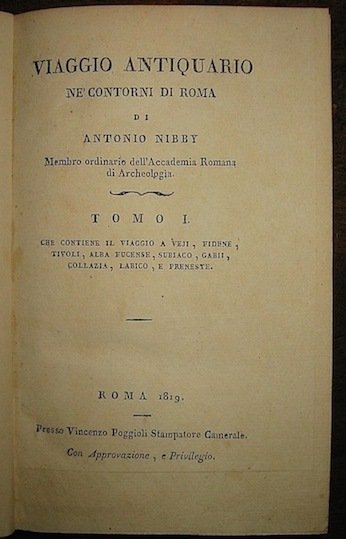 VIAGGIO ANTIQUARIO
NE' CONTORNI DI ROMA
DI
ANTONIO NIBBY
Membro ordinario dell'Accademia Romana
di Archeologia.
TOMO I.
CHE CONTIENE IL VIAGGIO A VEJI, FIDENE,
TIVOLI, ALBA FUCENSE, SUBIACO, GABII,
COLLAZIA, LABICO, E PRENESTE.
ROMA 1819.
Presso Vincenzo Poggioli Stampatore Camerale.
Con Approvazione, e Privilegio.